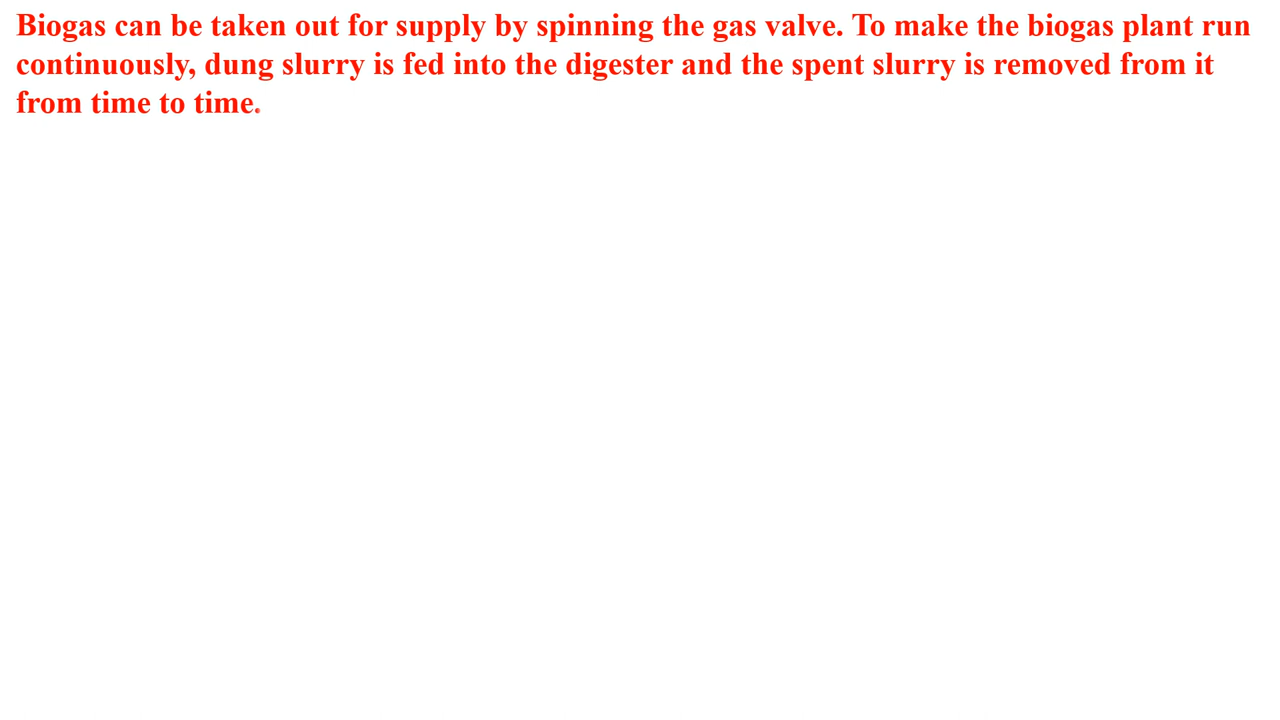 Biogas can be taken out for supply by spinning the gas valve. To make the biogas plant run
continuously, dung slurry is fed into the digester and the spent slurry is removed from it
from time to time.